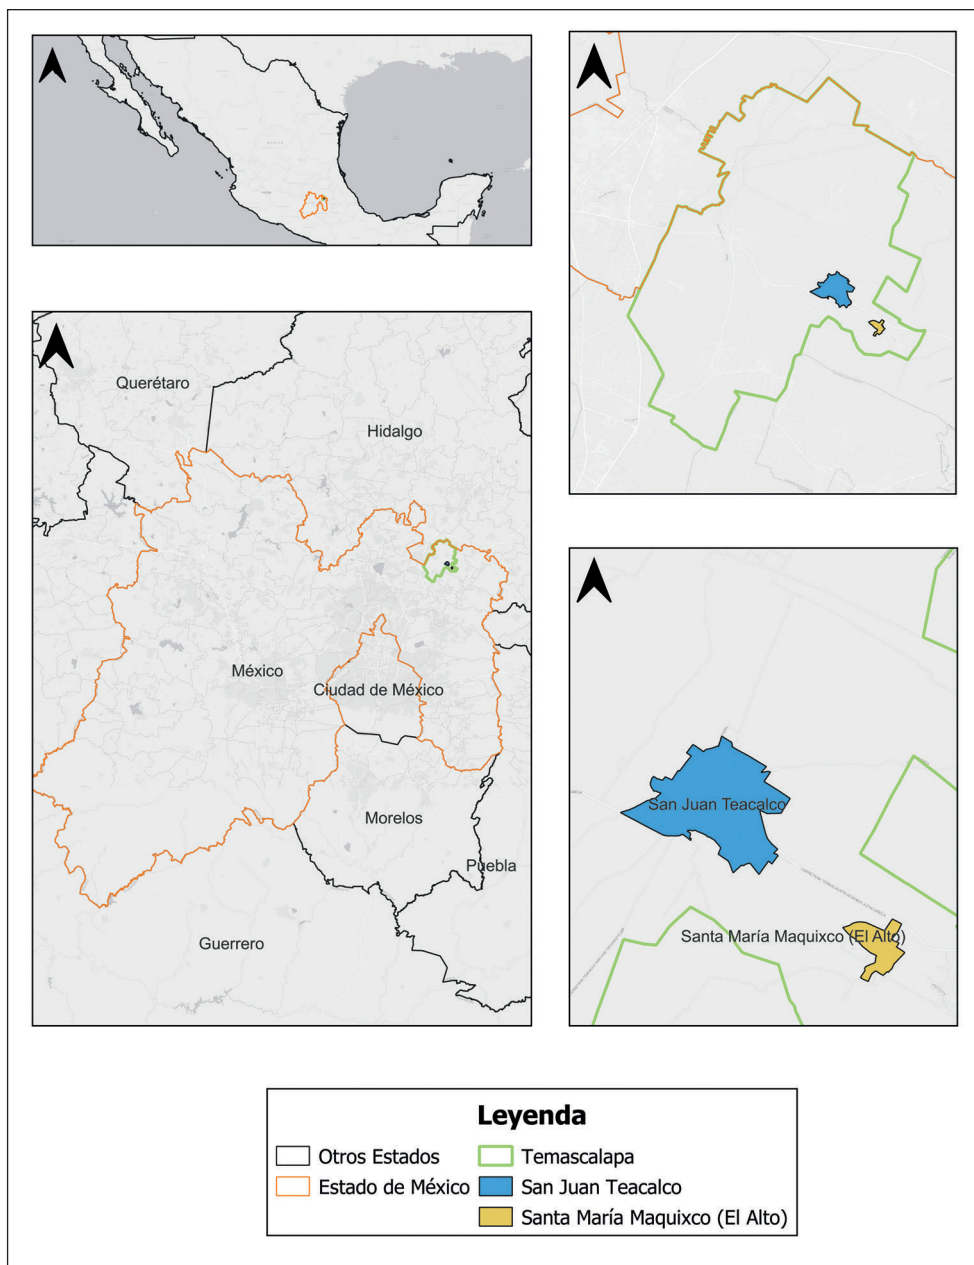 Querétaro
Hidalgo
México
Ciudad de México
Morelos
Puebla
Guerrero
San Juan Teacalco
Santa María Maquixco (El Alto)
Leyenda
Otros Estados
Estado de México
Temascalapa
San Juan Teacalco
Santa María Maquixco (El Alto)